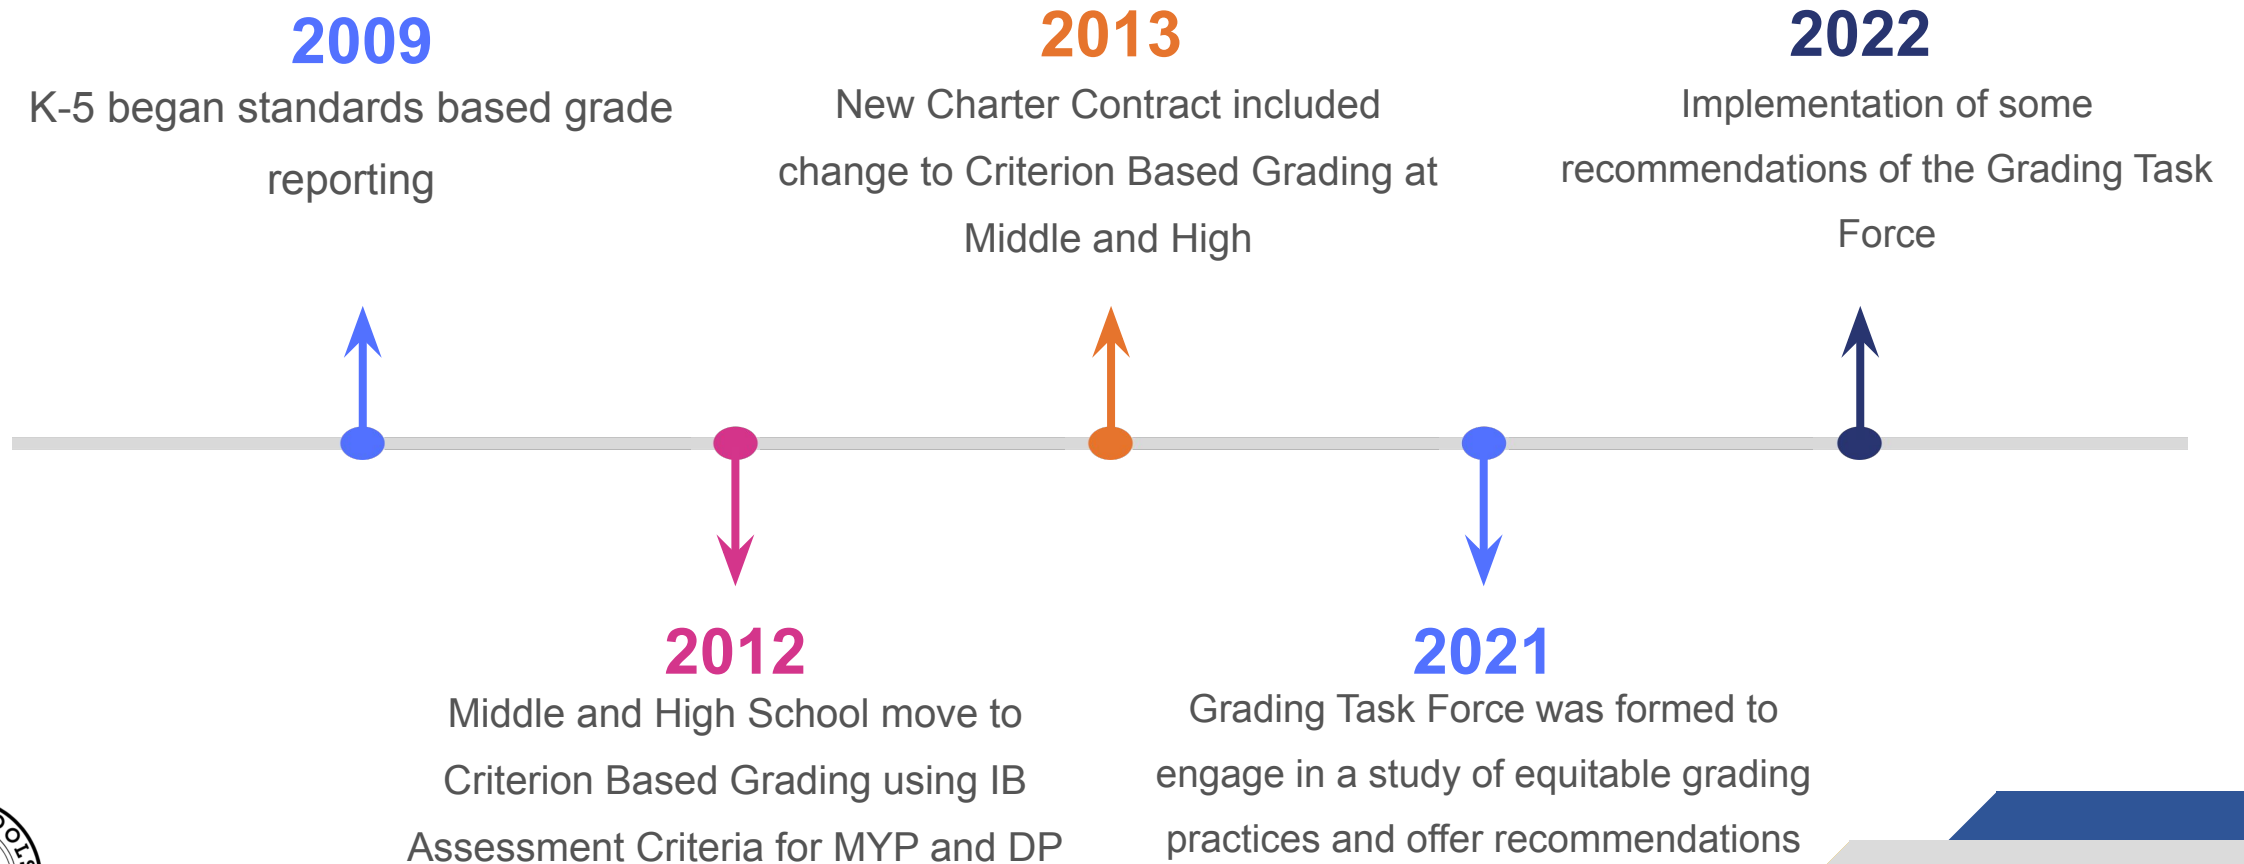 2009
K-5 began standards based grade
reporting
2012
Middle and High School move to
Criterion Based Grading using IB
Assessment Criteria for MYP and DP
2013
New Charter Contract included
change to Criterion Based Grading at
Middle and High
2021
Grading Task Force was formed to
engage in a study of equitable grading
practices and offer recommendations
2022
Implementation of some
recommendations of the Grading Task
Force